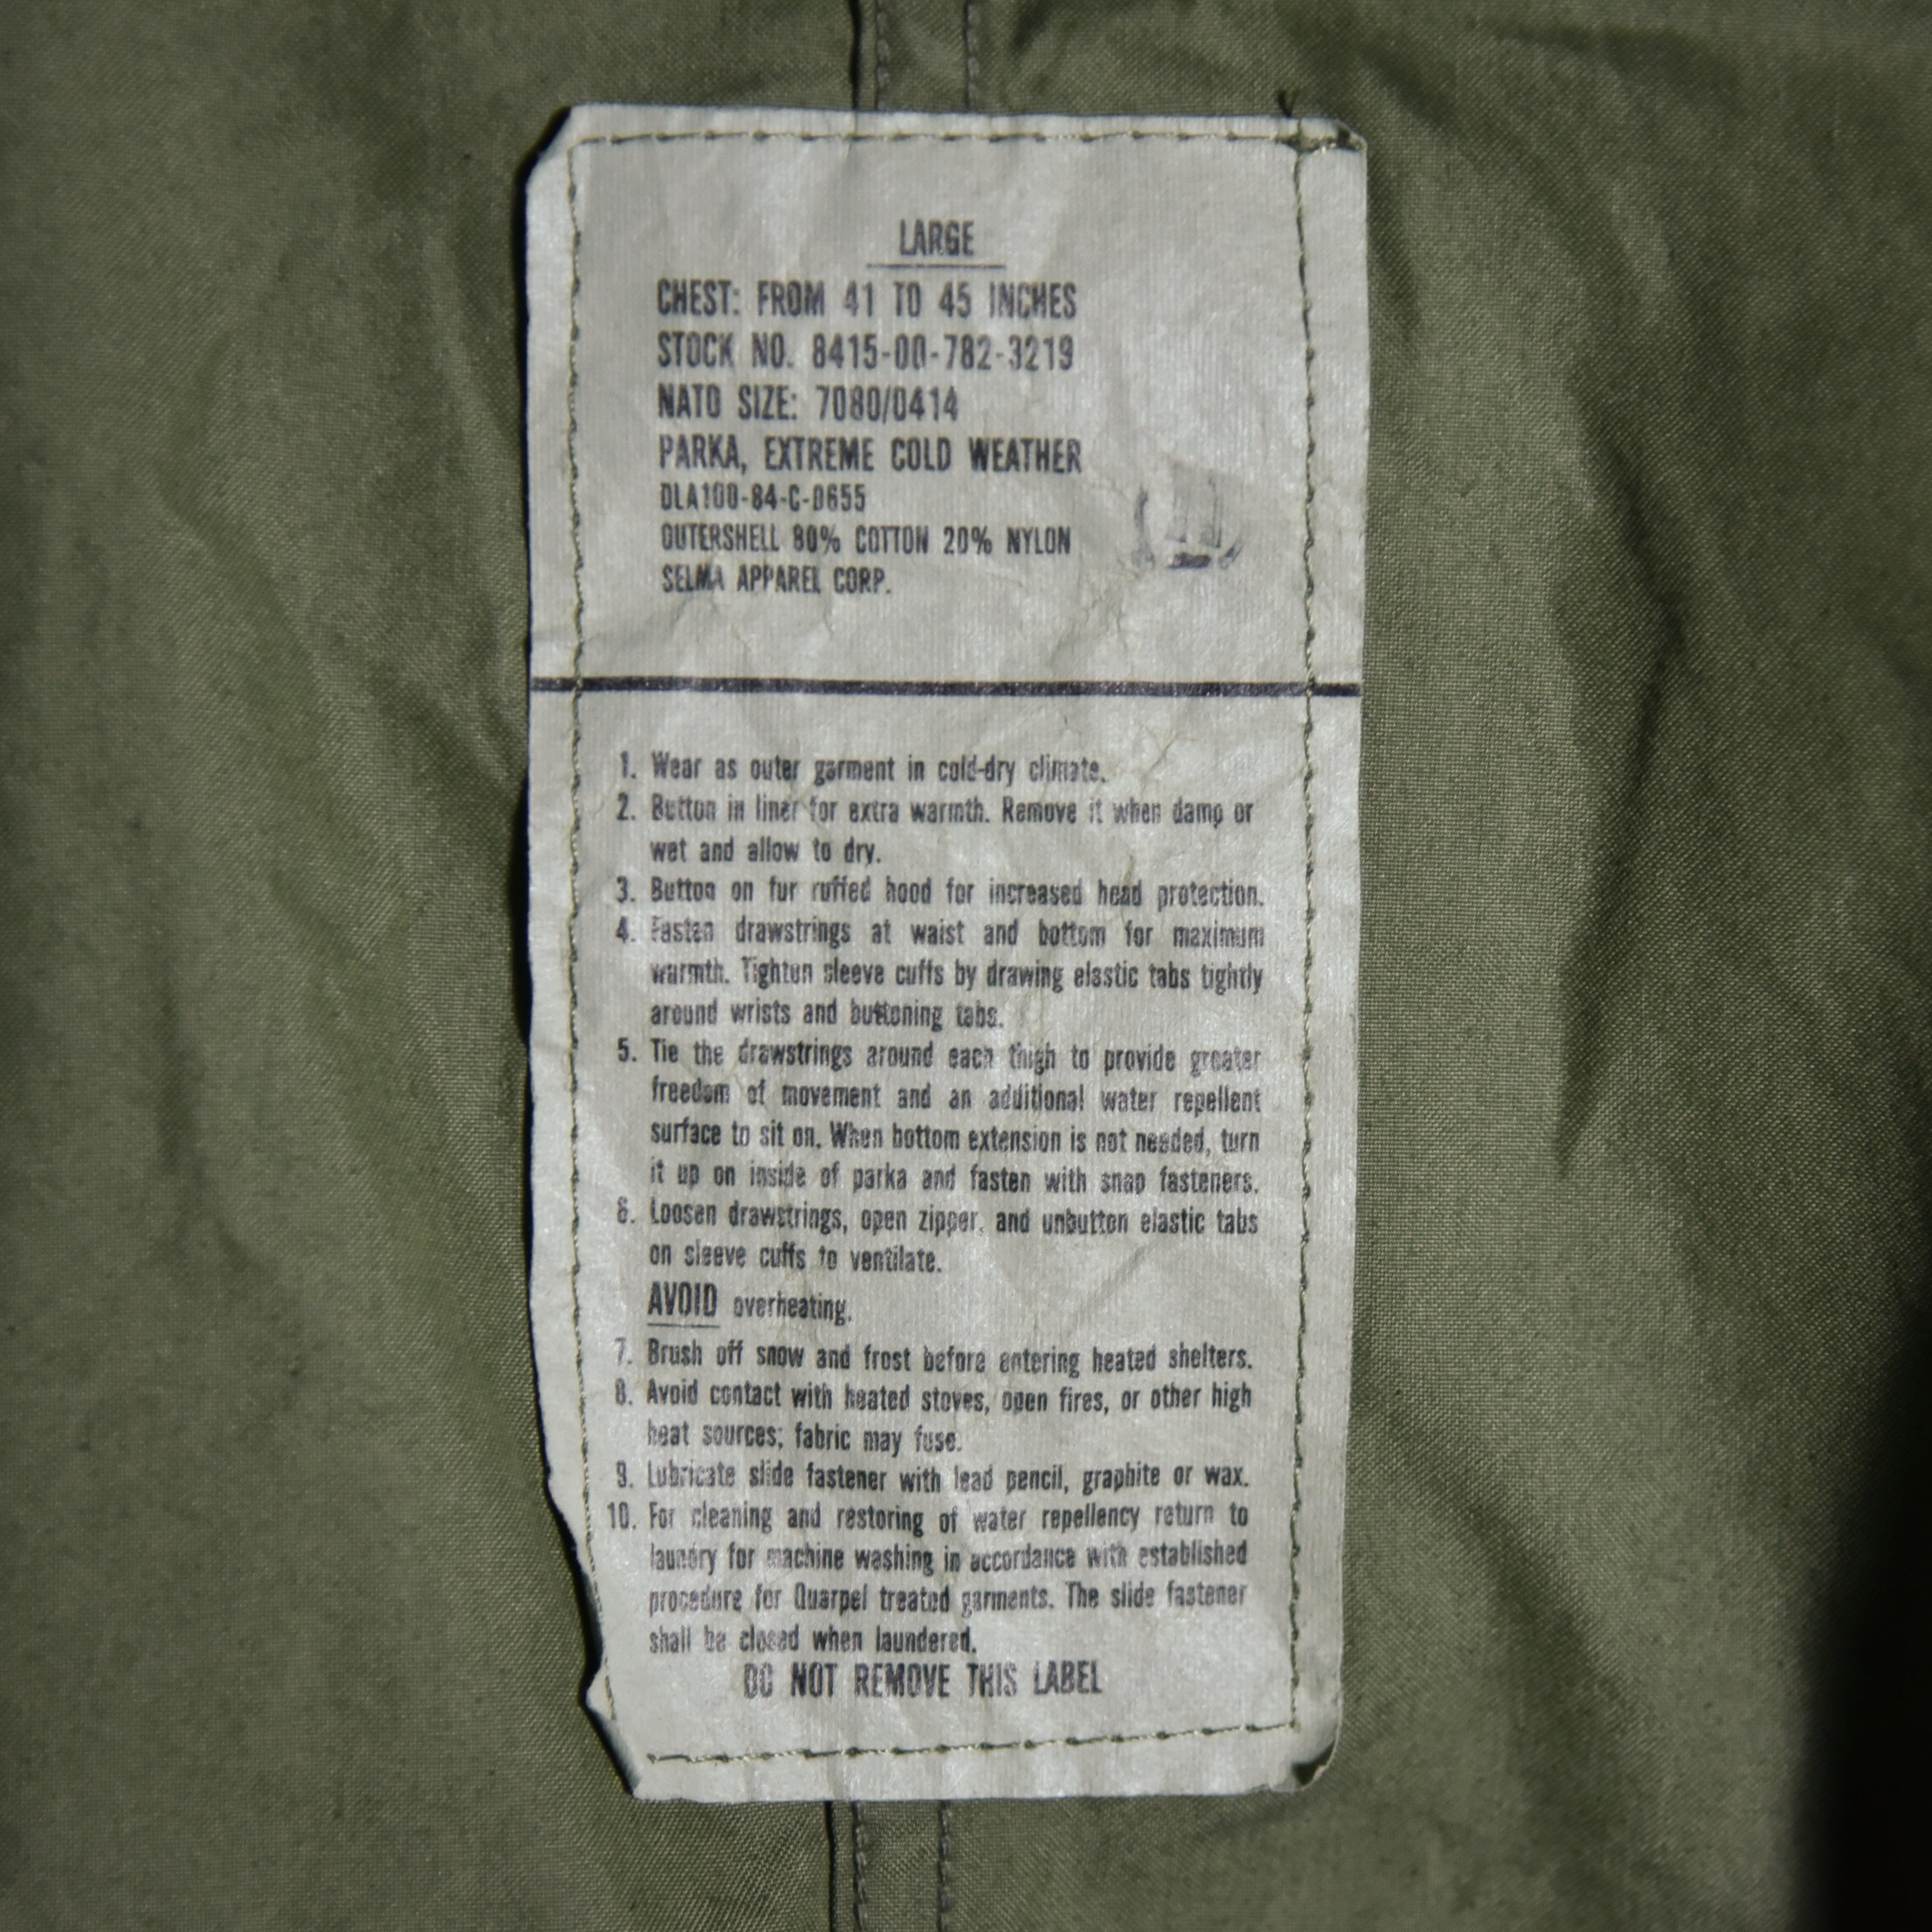 LARGE
CHEST: FROM 41 TO 45 INCHES
STOCK NO. 8415-00-782-3219
NATO SIZE: 7080/0414
PARKA, EXTREME COLD WEATHER
DLA100-84-C-0655
OUTERSHELL 80% COTTON 20% NYLON
SELMA APPAREL CORP.
1. Wear as outer garment in cold-dry climate.
2. Button in liner for extra warmth. Remove it when damp or
wet and allow to dry.
3. Button on fur ruffed hood for increased head protection.
4. Fasten drawstrings at waist and bottom for maximum
warmth. Tighten sleeve cuffs by drawing elastic tabs tightly
around wrists and buttoning tabs.
5. Tie the drawstrings around each thigh to provide greater
freedom of movement and an additional water repellent
surface to sit on. When bottom extension is not needed, turn
it up on inside of parka and fasten with snap fasteners.
6. Loosen drawstrings, open zipper, and unbutton elastic tabs
on sleeve cuffs to ventilate.
AVOID overheating.
7. Brush off snow and frost before entering heated shelters.
8. Avoid contact with heated stoves, open fires, or other high
heat sources; fabric may fuse.
9. Lubricate slide fastener with lead pencil, graphite or wax.
10. For cleaning and restoring of water repellency return to
laundry for machine washing in accordance with established
procedure for Quarpel treated garments. The slide fastener
shall be closed when laundered.
DO NOT REMOVE THIS LABEL